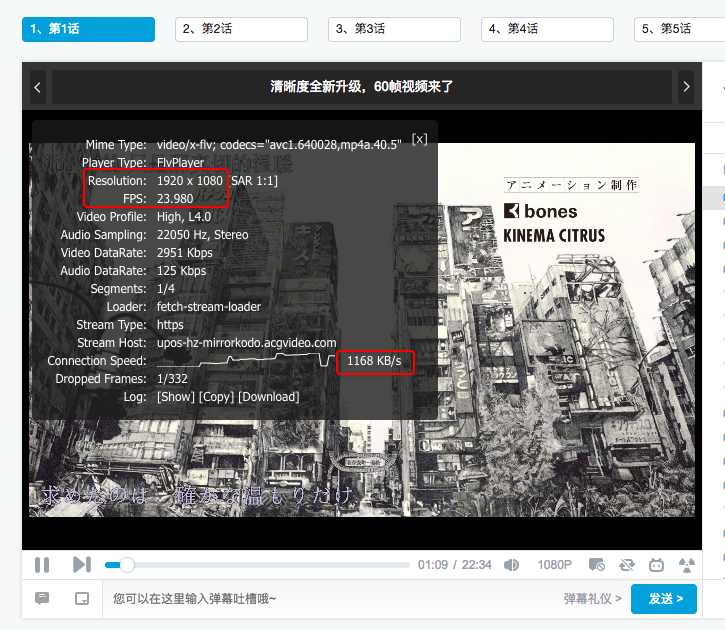 1、第1话
2、第2话
3、第3话
4、第4话
5、第5话
清晰度全新升级，60帧视频来了
[x]
Mime Type: video/x-flv; codecs="avc1.640028,mp4a.40.5"
Player Type: FlvPlayer
Resolution: 1920 x 1080 [SAR 1:1]
FPS: 23.980
Video Profile: High, L4.0
Audio Sampling: 22050 Hz, Stereo
Video DataRate: 2951 Kbps
Audio DataRate: 125 Kbps
Segments: 1/4
Loader: fetch-stream-loader
Stream Type: https
Stream Host: upos-hz-mirrorkodo.acgvideo.com
Connection Speed: 1168 KB/s
Dropped Frames: 1/332
Log: [Show] [Copy] [Download]
アニメーション制作
bones
KINEMA CITRUS
求めたのは 確かな温もりだけ
01:09 / 22:34
1080P
您可以在这里输入弹幕吐槽哦~
弹幕礼仪 >
发送 >